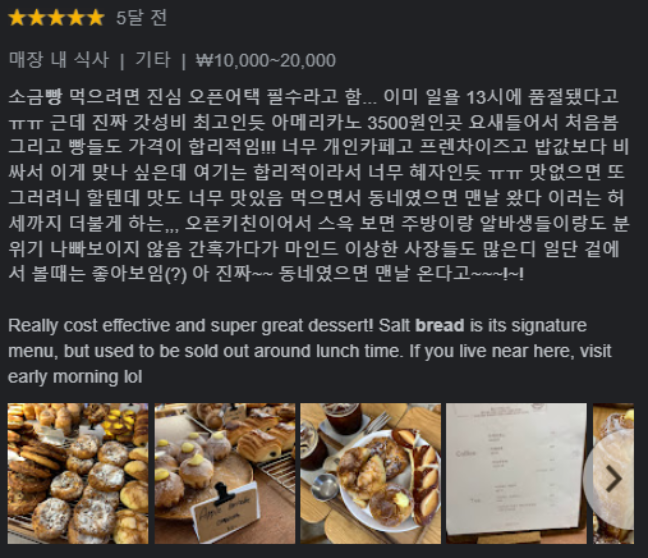 5달 전
매장 내 식사 | 기타 | ₩10,000~20,000
소금빵 먹으려면 진심 오픈어택 필수라고 함... 이미 일욜 13시에 품절됐다고
ㅠㅠ 근데 진짜 갓성비 최고인듯 아메리카노 3500원인곳 요새들어서 처음봄
그리고 빵들도 가격이 합리적임!!! 너무 개인카페고 프렌차이즈고 밥값보다 비
싸서 이게 맞나 싶은데 여기는 합리적이라서 너무 혜자인듯 ㅠㅠ 맛없으면 또
그러려니 할텐데 맛도 너무 맛있음 먹으면서 동네였으면 맨날 왔다 이러는 허
세까지 더불게 하는,,, 오픈키친이어서 스윽 보면 주방이랑 알바생들이랑도 분
위기 나빠보이지 않음 간혹가다가 마인드 이상한 사장들도 많은디 일단 겉에
서 볼때는 좋아보임(?) 아 진짜~~ 동네였으면 맨날 온다고~~~!~!
Really cost effective and super great dessert! Salt bread is its signature
menu, but used to be sold out around lunch time. If you live near here, visit
early morning lol